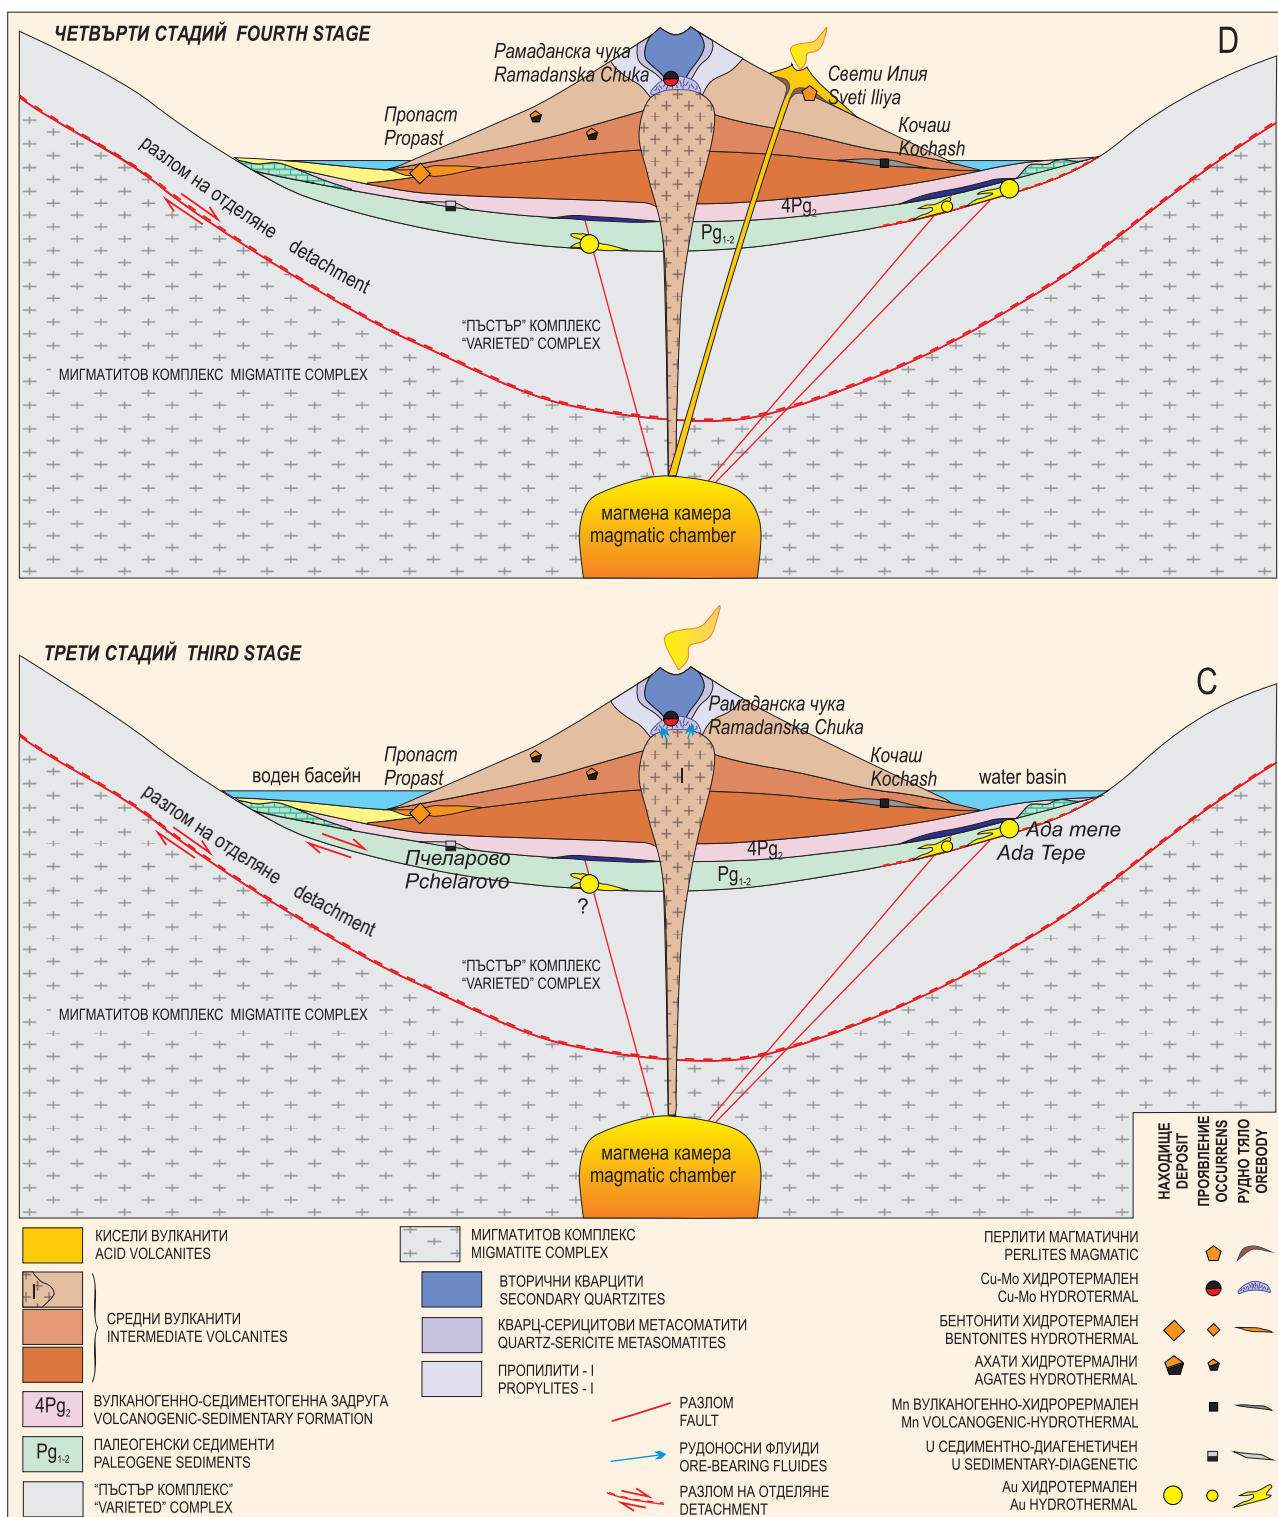 ЧЕТВЪРТИ СТАДИЙ FOURTH STAGE
D
Рамаданска чука
Ramadanska Chuka
Свети Илия
Sveti Iliya
Пропаст
Propast
Кочаш
Kochash
разлом на отделяне detachment
4Pg2
Pg1-2
"ПЪСТЪР" КОМПЛЕКС
"VARIETED" COMPLEX
МИГМАТИТОВ КОМПЛЕКС MIGMATITE COMPLEX
магмена камера
magmatic chamber
ТРЕТИ СТАДИЙ THIRD STAGE
C
Рамаданска чука
Ramadanska Chuka
Пропаст
Propast
Кочаш
Kochash
воден басейн
water basin
I
разлом на отделяне detachment
Ада тепе
Ada Tepe
4Pg2
Пчеларово
Pchelarovo
Pg1-2
?
"ПЪСТЪР" КОМПЛЕКС
"VARIETED" COMPLEX
МИГМАТИТОВ КОМПЛЕКС MIGMATITE COMPLEX
магмена камера
magmatic chamber
НАХОДИЩЕ
DEPOSIT
ПРОЯВЛЕНИЕ
OCCURRENS
РУДНО ТЯЛО
OREBODY
КИСЕЛИ ВУЛКАНИТИ
ACID VOLCANITES
I
СРЕДНИ ВУЛКАНИТИ
INTERMEDIATE VOLCANITES
4Pg2
ВУЛКАНОГЕННО-СЕДИМЕНТОГЕННА ЗАДРУГА
VOLCANOGENIC-SEDIMENTARY FORMATION
Pg1-2
ПАЛЕОГЕНСКИ СЕДИМЕНТИ
PALEOGENE SEDIMENTS
"ПЪСТЪР КОМПЛЕКС"
"VARIETED" COMPLEX
МИГМАТИТОВ КОМПЛЕКС
MIGMATITE COMPLEX
ВТОРИЧНИ КВАРЦИТИ
SECONDARY QUARTZITES
КВАРЦ-СЕРИЦИТОВИ МЕТАСОМАТИТИ
QUARTZ-SERICITE METASOMATITES
ПРОПИЛИТИ - I
PROPYLITES - I
РАЗЛОМ
FAULT
РУДОНОСНИ ФЛУИДИ
ORE-BEARING FLUIDES
РАЗЛОМ НА ОТДЕЛЯНЕ
DETACHMENT
ПЕРЛИТИ МАГМАТИЧНИ
PERLITES MAGMATIC
Cu-Mo ХИДРОТЕРМАЛЕН
Cu-Mo HYDROTERMAL
БЕНТОНИТИ ХИДРОТЕРМАЛЕН
BENTONITES HYDROTHERMAL
АХАТИ ХИДРОТЕРМАЛНИ
AGATES HYDROTHERMAL
Mn ВУЛКАНОГЕННО-ХИДРОРЕРМАЛЕН
Mn VOLCANOGENIC-HYDROTHERMAL
U СЕДИМЕНТНО-ДИАГЕНЕТИЧЕН
U SEDIMENTARY-DIAGENETIC
Au ХИДРОТЕРМАЛЕН
Au HYDROTHERMAL